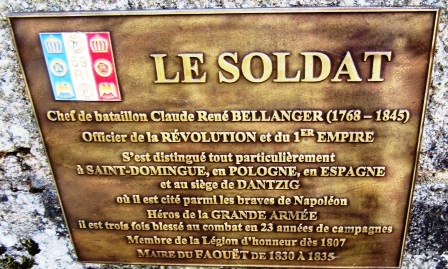 LE SOLDAT
Chef de bataillon Claude René BELLANGER (1768 – 1845)
Officier de la RÉVOLUTION et du 1ER EMPIRE
S'est distingué tout particulièrement
à SAINT-DOMINGUE, en POLOGNE, en ESPAGNE
et au siège de DANTZIG
où il est cité parmi les braves de Napoléon
Héros de la GRANDE ARMÉE
il est trois fois blessé au combat en 23 années de campagnes
Membre de la Légion d'honneur dès 1807
MAIRE DU FAOUËT DE 1830 À 1835